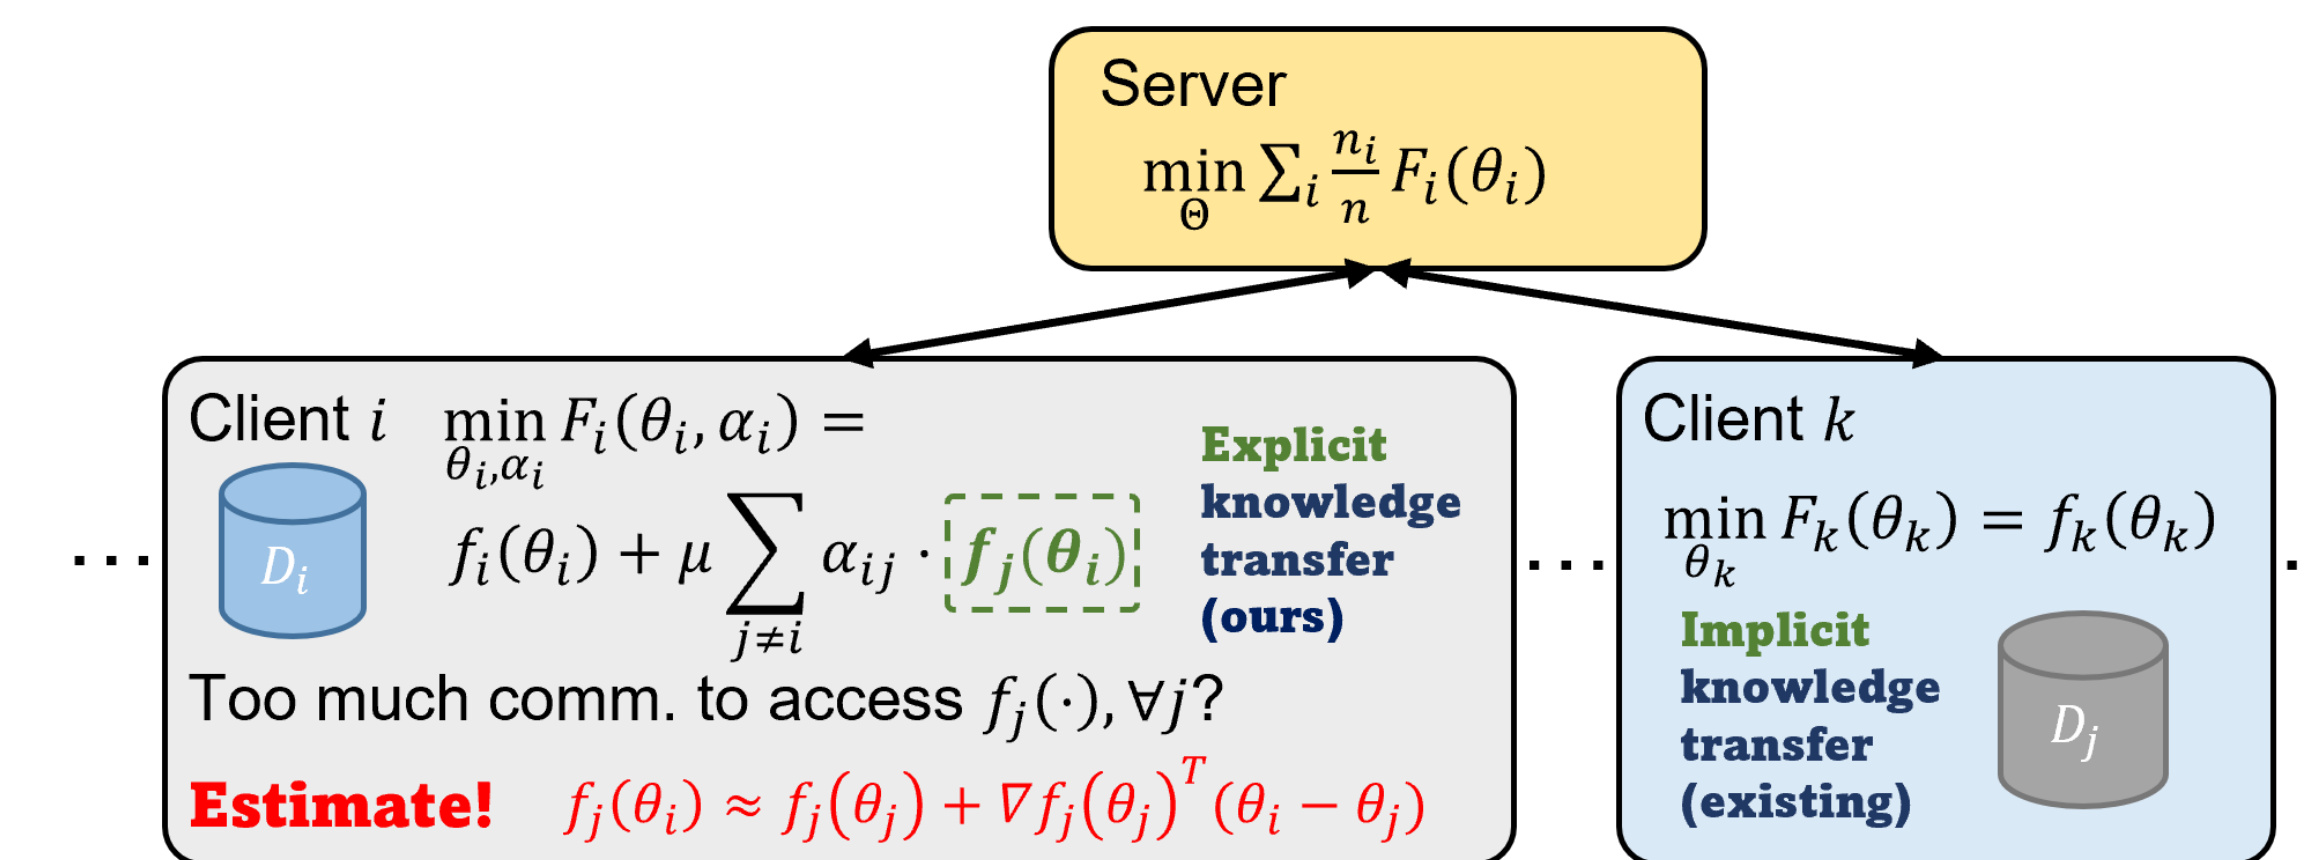 Server
min_Θ ∑_i n_i/n F_i(θ_i)
Client i min_{θ_i,α_i} F_i(θ_i, α_i) =
f_i(θ_i) + μ ∑_{j≠i} α_{ij} · f_j(θ_i)
D_i
Explicit
knowledge
transfer
(ours)
Too much comm. to access f_j(·), ∀j?
Estimate! f_j(θ_i) ≈ f_j(θ_j) + ∇f_j(θ_j)^T (θ_i − θ_j)
Client k
min_{θ_k} F_k(θ_k) = f_k(θ_k)
Implicit
knowledge
transfer
(existing)
D_j